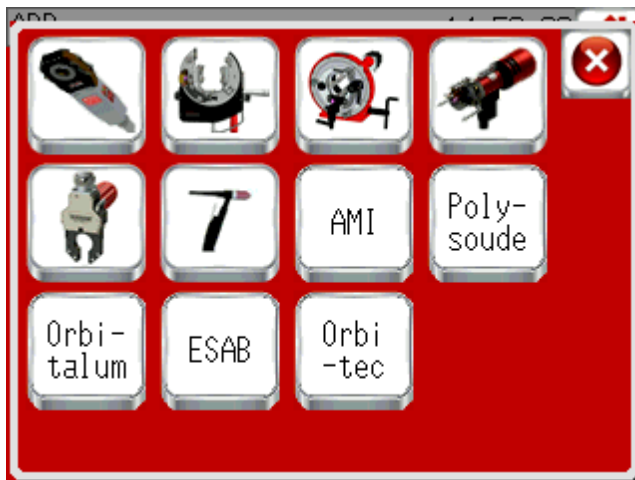 AMI
Poly-
soude
Orbi-
talum
ESAB
Orbi
-tec